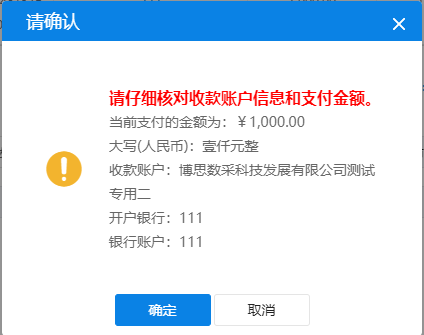 请确认
请仔细核对收款账户信息和支付金额。
当前支付的金额为：￥1,000.00
大写(人民币)：壹仟元整
收款账户：博思数采科技发展有限公司测试
专用二
开户银行：111
银行账户：111
确定 取消